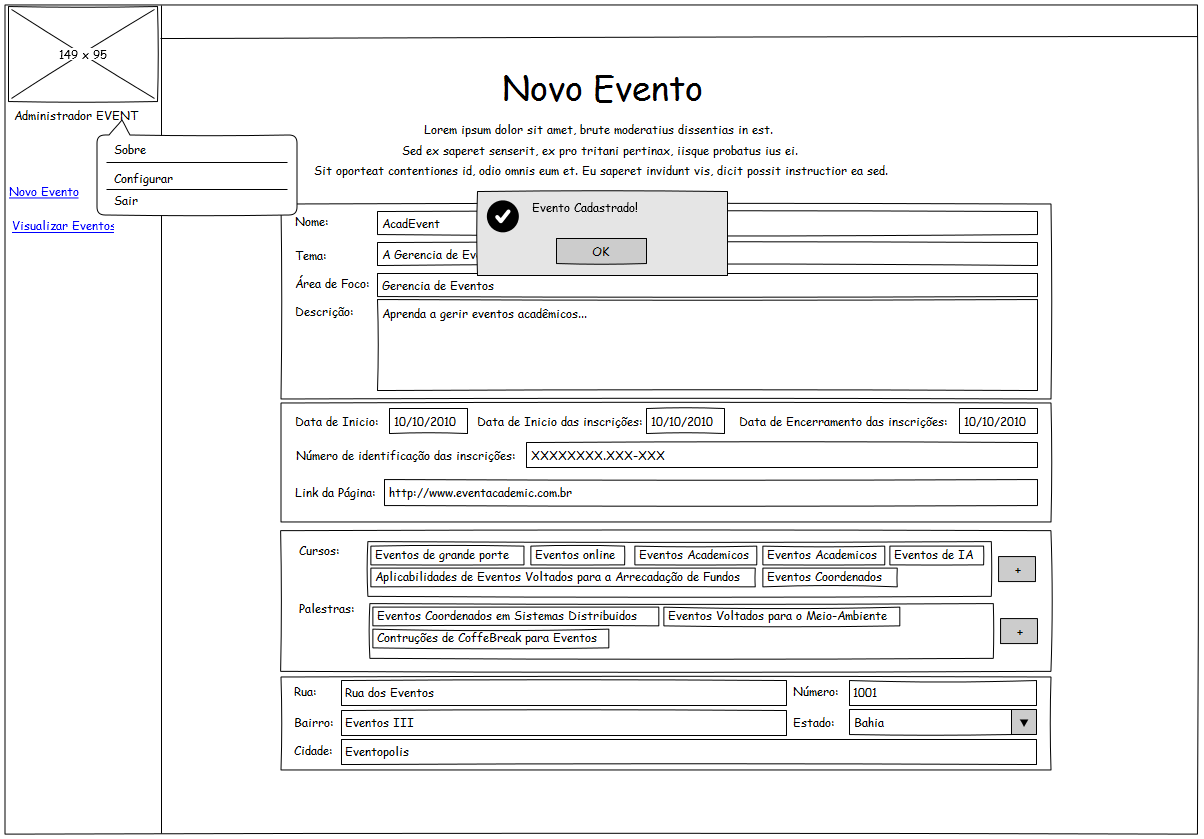 149 x 95
Administrador EVENT
Sobre
Configurar
Sair
Novo Evento
Visualizar Eventos
Novo Evento
Lorem ipsum dolor sit amet, brute moderatius dissentias in est.
Sed ex saperet senserit, ex pro tritani pertinax, iisque probatus ius ei.
Sit oporteat contentiones id, odio omnis eum et. Eu saperet invidunt vis, dicit possit instructior ea sed.
Evento Cadastrado!
OK
Nome: AcadEvent
Tema: A Gerencia de Ev
Área de Foco: Gerencia de Eventos
Descrição: Aprenda a gerir eventos acadêmicos...
Data de Inicio: 10/10/2010 Data de Inicio das inscrições: 10/10/2010 Data de Encerramento das inscrições: 10/10/2010
Número de identificação das inscrições: XXXXXXXX.XXX-XXX
Link da Página: http://www.eventacademic.com.br
Cursos: Eventos de grande porte Eventos online Eventos Academicos Eventos Academicos Eventos de IA
Aplicabilidades de Eventos Voltados para a Arrecadação de Fundos Eventos Coordenados
+
Palestras: Eventos Coordenados em Sistemas Distribuidos Eventos Voltados para o Meio-Ambiente
Contruções de CoffeBreak para Eventos
+
Rua: Rua dos Eventos Número: 1001
Bairro: Eventos III Estado: Bahia
Cidade: Eventopolis